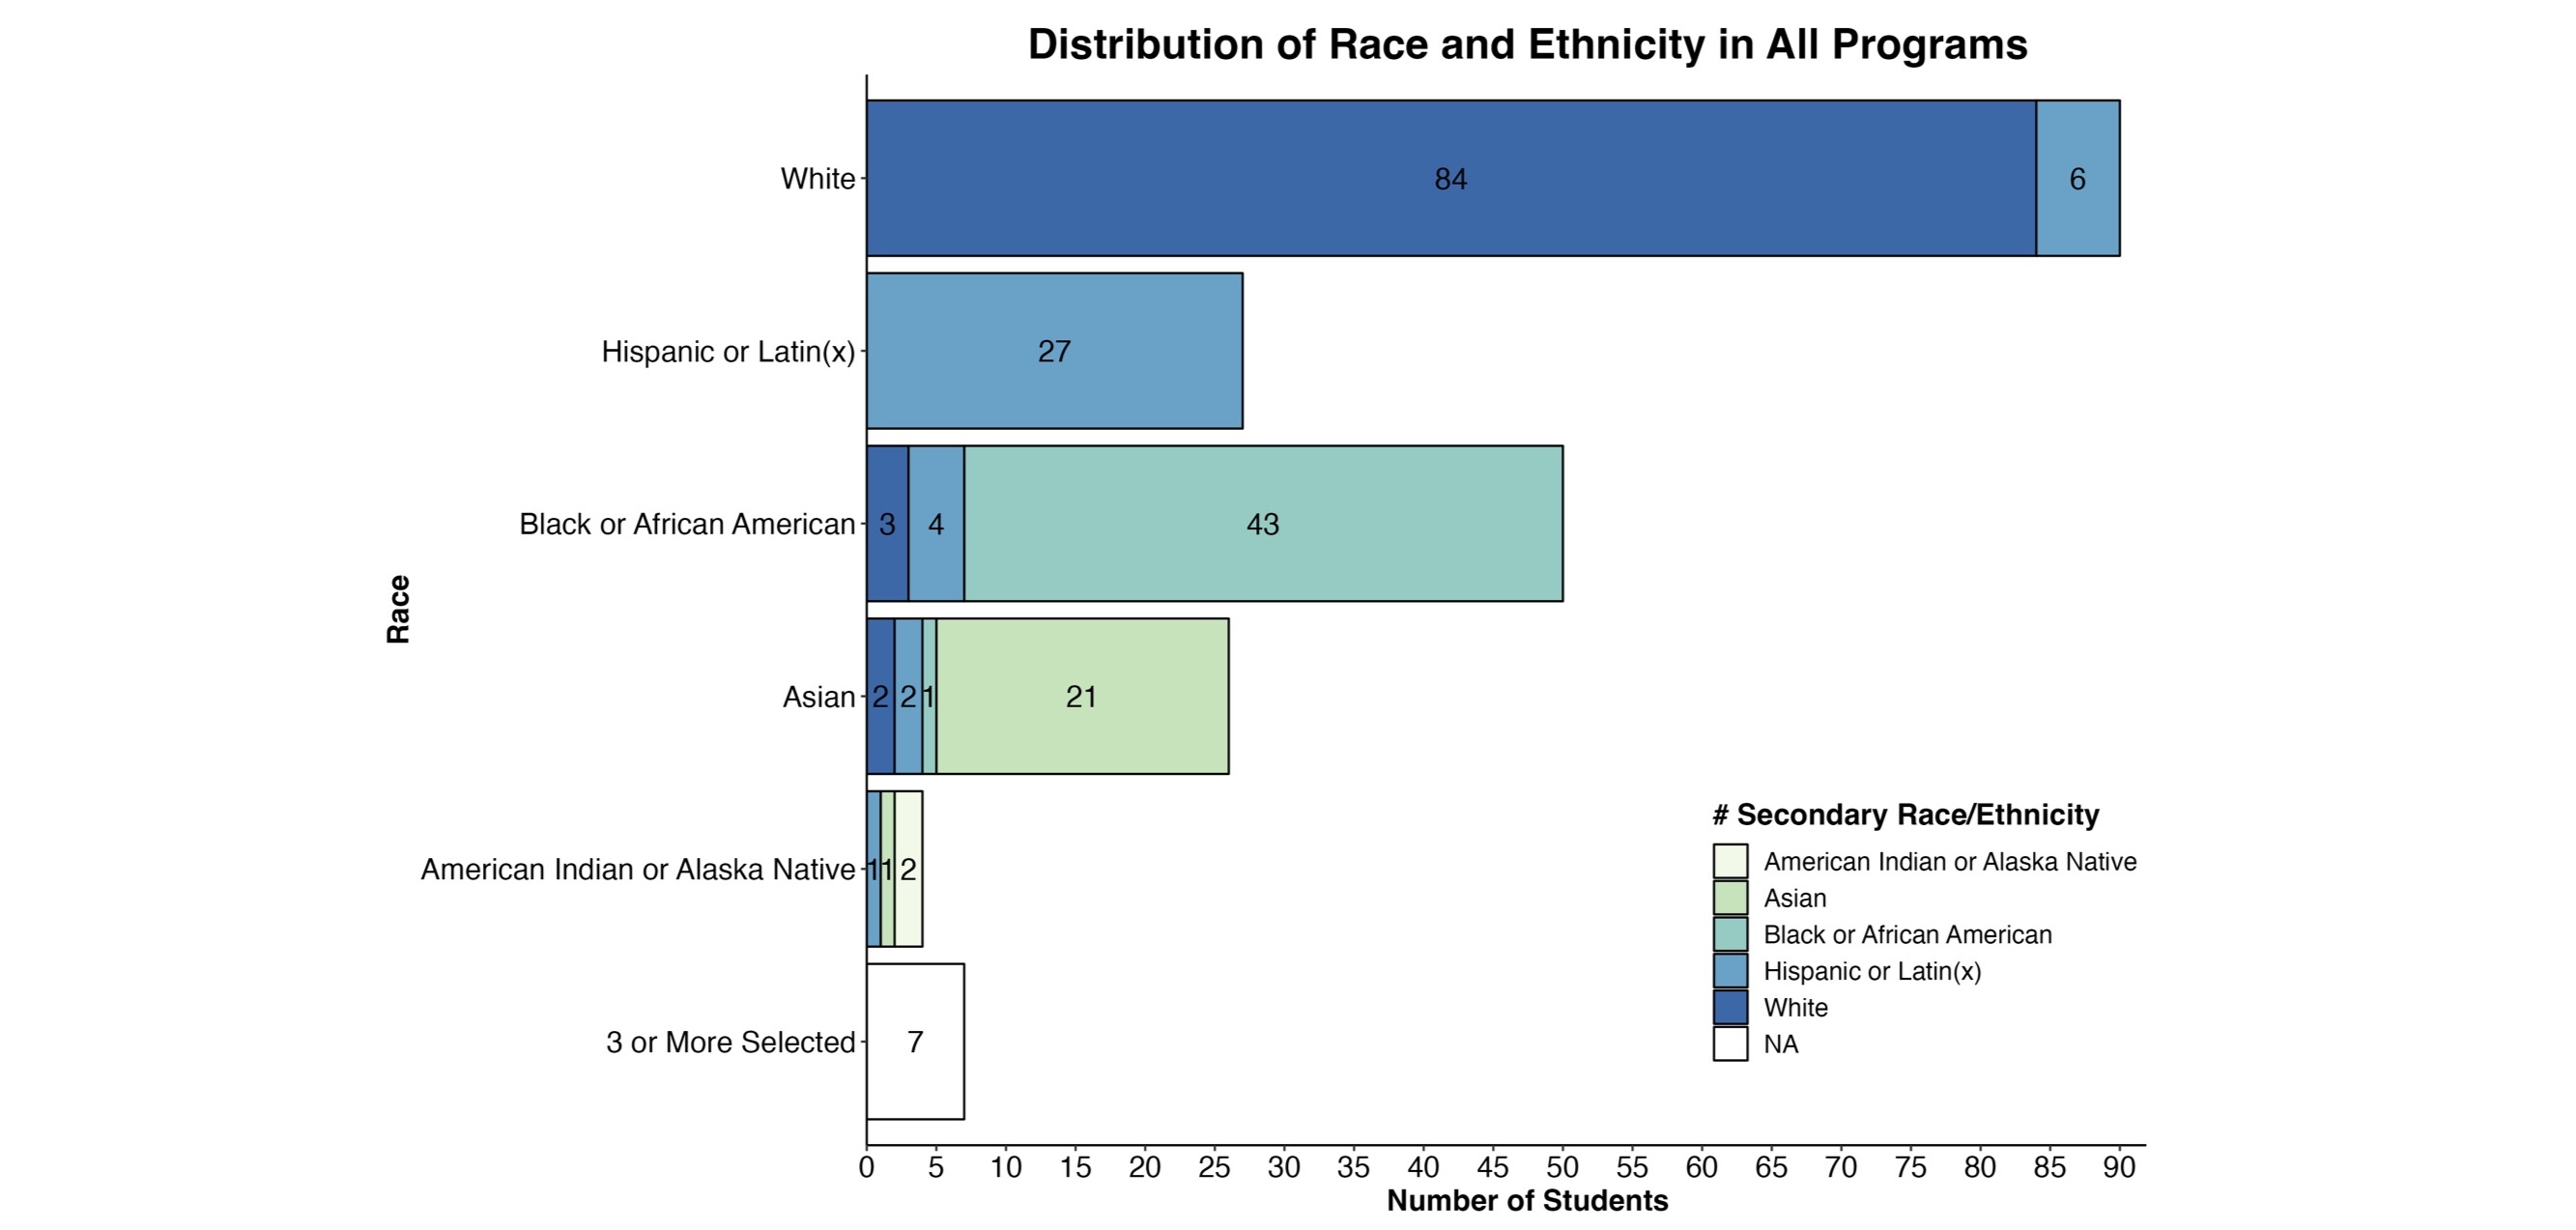 Distribution of Race and Ethnicity in All Programs
White
84
6
Hispanic or Latin(x)
27
Black or African American
3
4
43
Race
Asian
2
2
1
21
American Indian or Alaska Native
1
1
2
3 or More Selected
7
# Secondary Race/Ethnicity
American Indian or Alaska Native
Asian
Black or African American
Hispanic or Latin(x)
White
NA
0 5 10 15 20 25 30 35 40 45 50 55 60 65 70 75 80 85 90
Number of Students